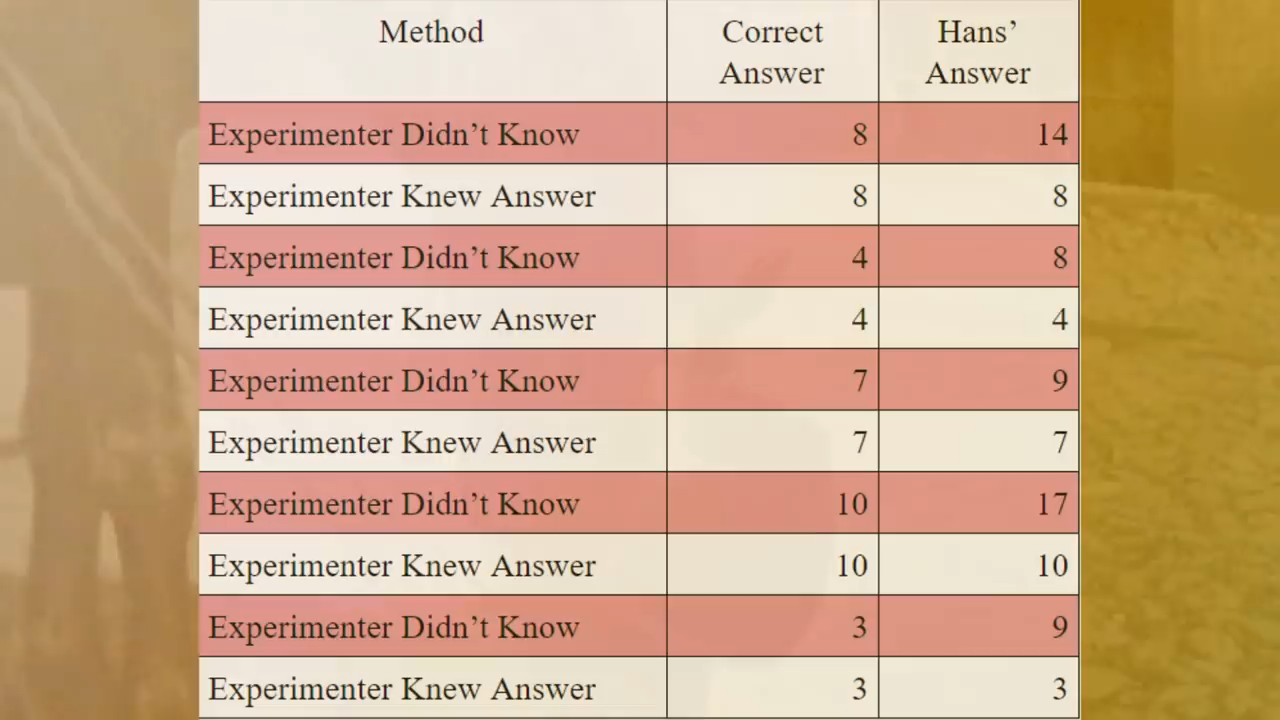 Method Correct Answer Hans’ Answer
Experimenter Didn’t Know 8 14
Experimenter Knew Answer 8 8
Experimenter Didn’t Know 4 8
Experimenter Knew Answer 4 4
Experimenter Didn’t Know 7 9
Experimenter Knew Answer 7 7
Experimenter Didn’t Know 10 17
Experimenter Knew Answer 10 10
Experimenter Didn’t Know 3 9
Experimenter Knew Answer 3 3